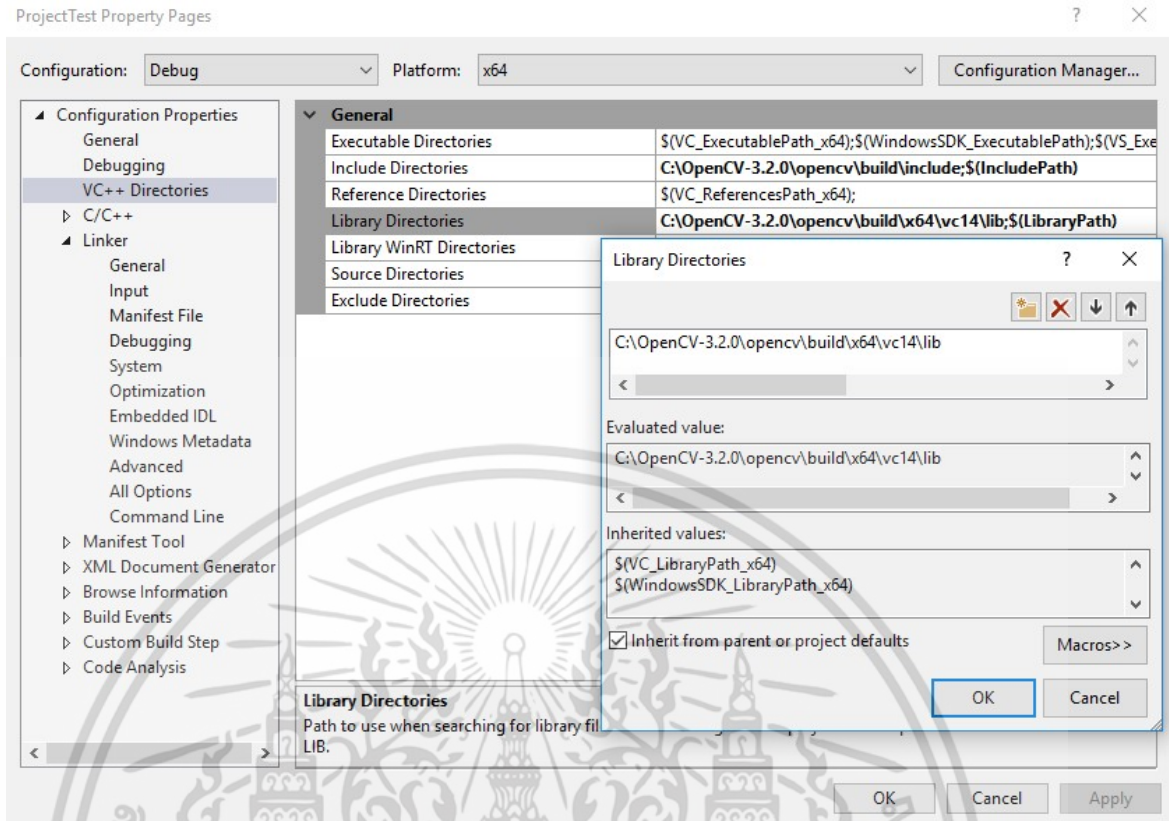 ProjectTest Property Pages
? ×
Configuration: Debug Platform: x64 Configuration Manager...
Configuration Properties
General
Debugging
VC++ Directories
C/C++
Linker
General
Input
Manifest File
Debugging
System
Optimization
Embedded IDL
Windows Metadata
Advanced
All Options
Command Line
Manifest Tool
XML Document Generator
Browse Information
Build Events
Custom Build Step
Code Analysis
General
Executable Directories $(VC_ExecutablePath_x64);$(WindowsSDK_ExecutablePath);$(VS_Exe
Include Directories C:\OpenCV-3.2.0\opencv\build\include;$(IncludePath)
Reference Directories $(VC_ReferencesPath_x64);
Library Directories C:\OpenCV-3.2.0\opencv\build\x64\vc14\lib;$(LibraryPath)
Library WinRT Directories
Source Directories
Exclude Directories
Library Directories
? ×
C:\OpenCV-3.2.0\opencv\build\x64\vc14\lib
Evaluated value:
C:\OpenCV-3.2.0\opencv\build\x64\vc14\lib
Inherited values:
$(VC_LibraryPath_x64)
$(WindowsSDK_LibraryPath_x64)
Inherit from parent or project defaults
Macros>>
OK Cancel
Library Directories
Path to use when searching for library fil
LIB.
OK Cancel Apply